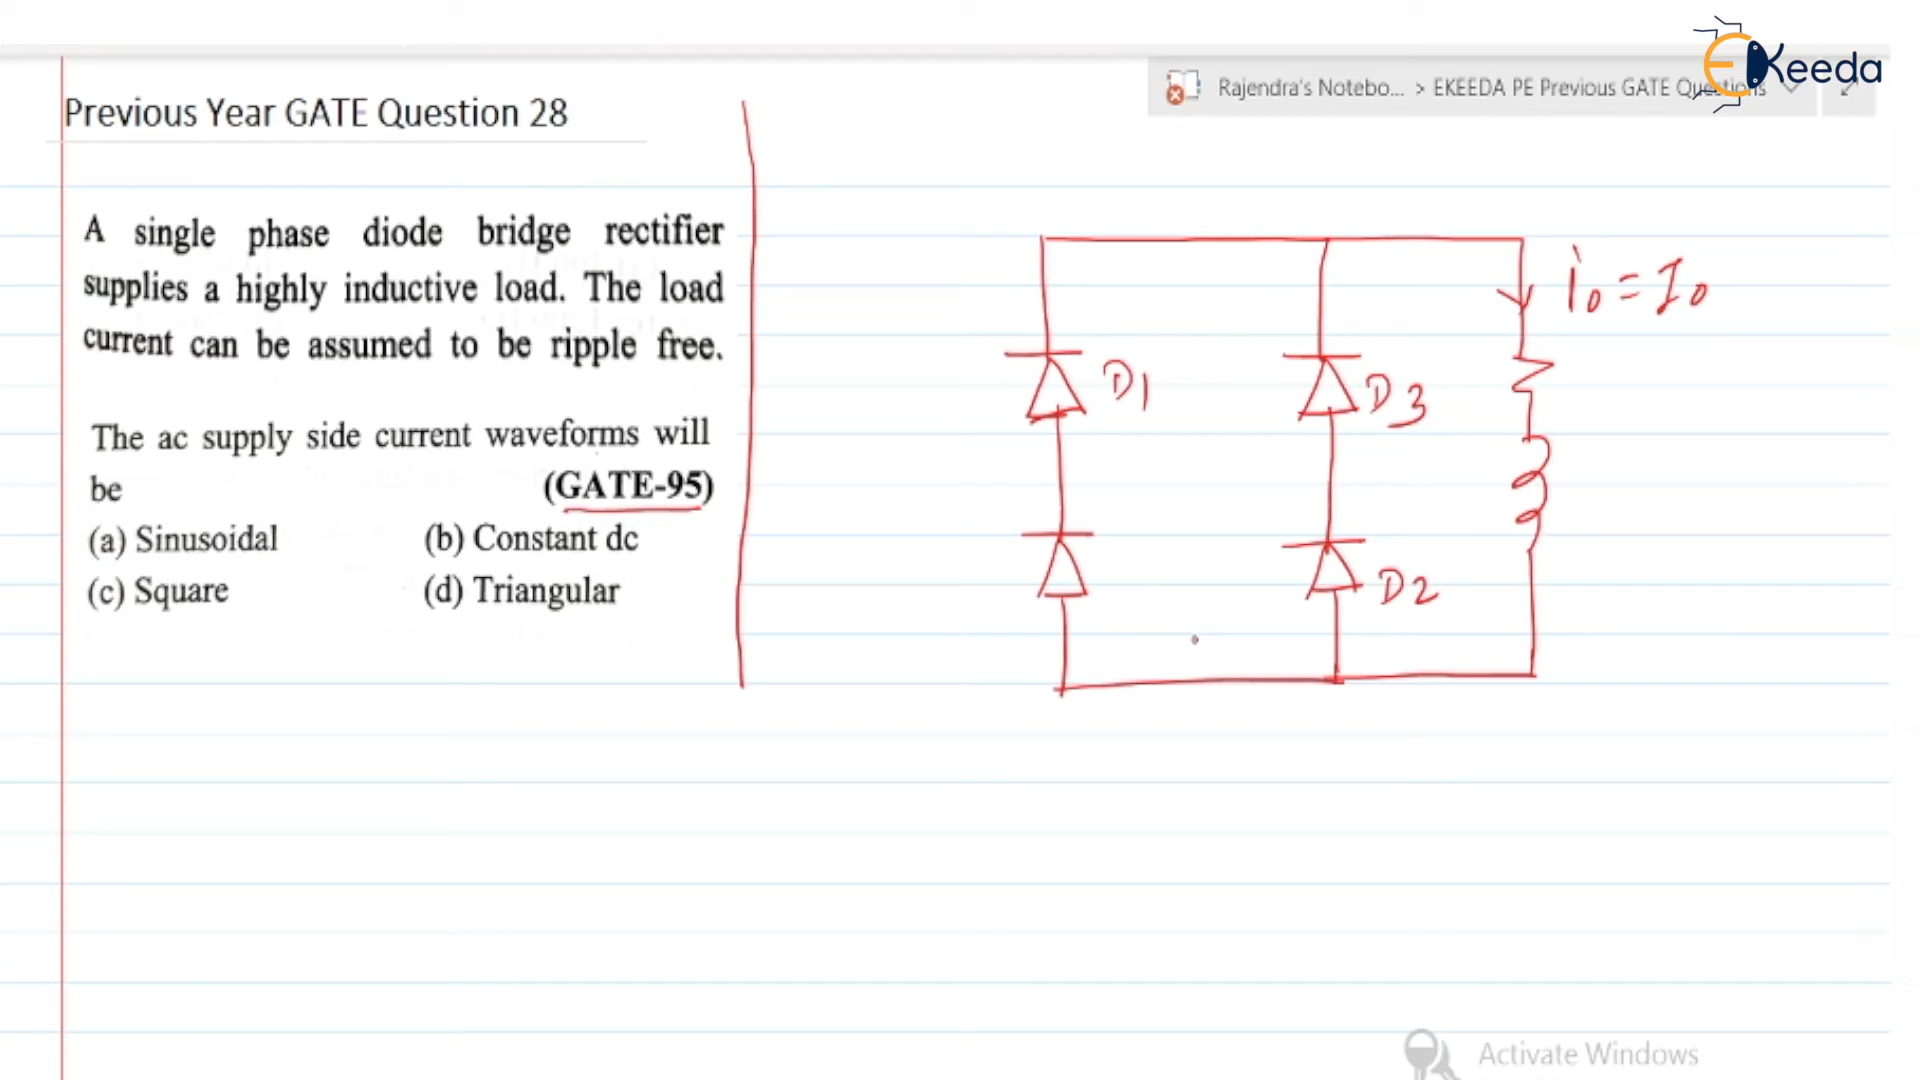 EKeeda
Rajendra's Notebo... > EKEEDA PE Previous GATE Questions
Previous Year GATE Question 28
A single phase diode bridge rectifier
supplies a highly inductive load. The load
current can be assumed to be ripple free.
The ac supply side current waveforms will
be (GATE-95)
(a) Sinusoidal (b) Constant dc
(c) Square (d) Triangular
i₀ = I₀
D1
D3
D2
Activate Windows